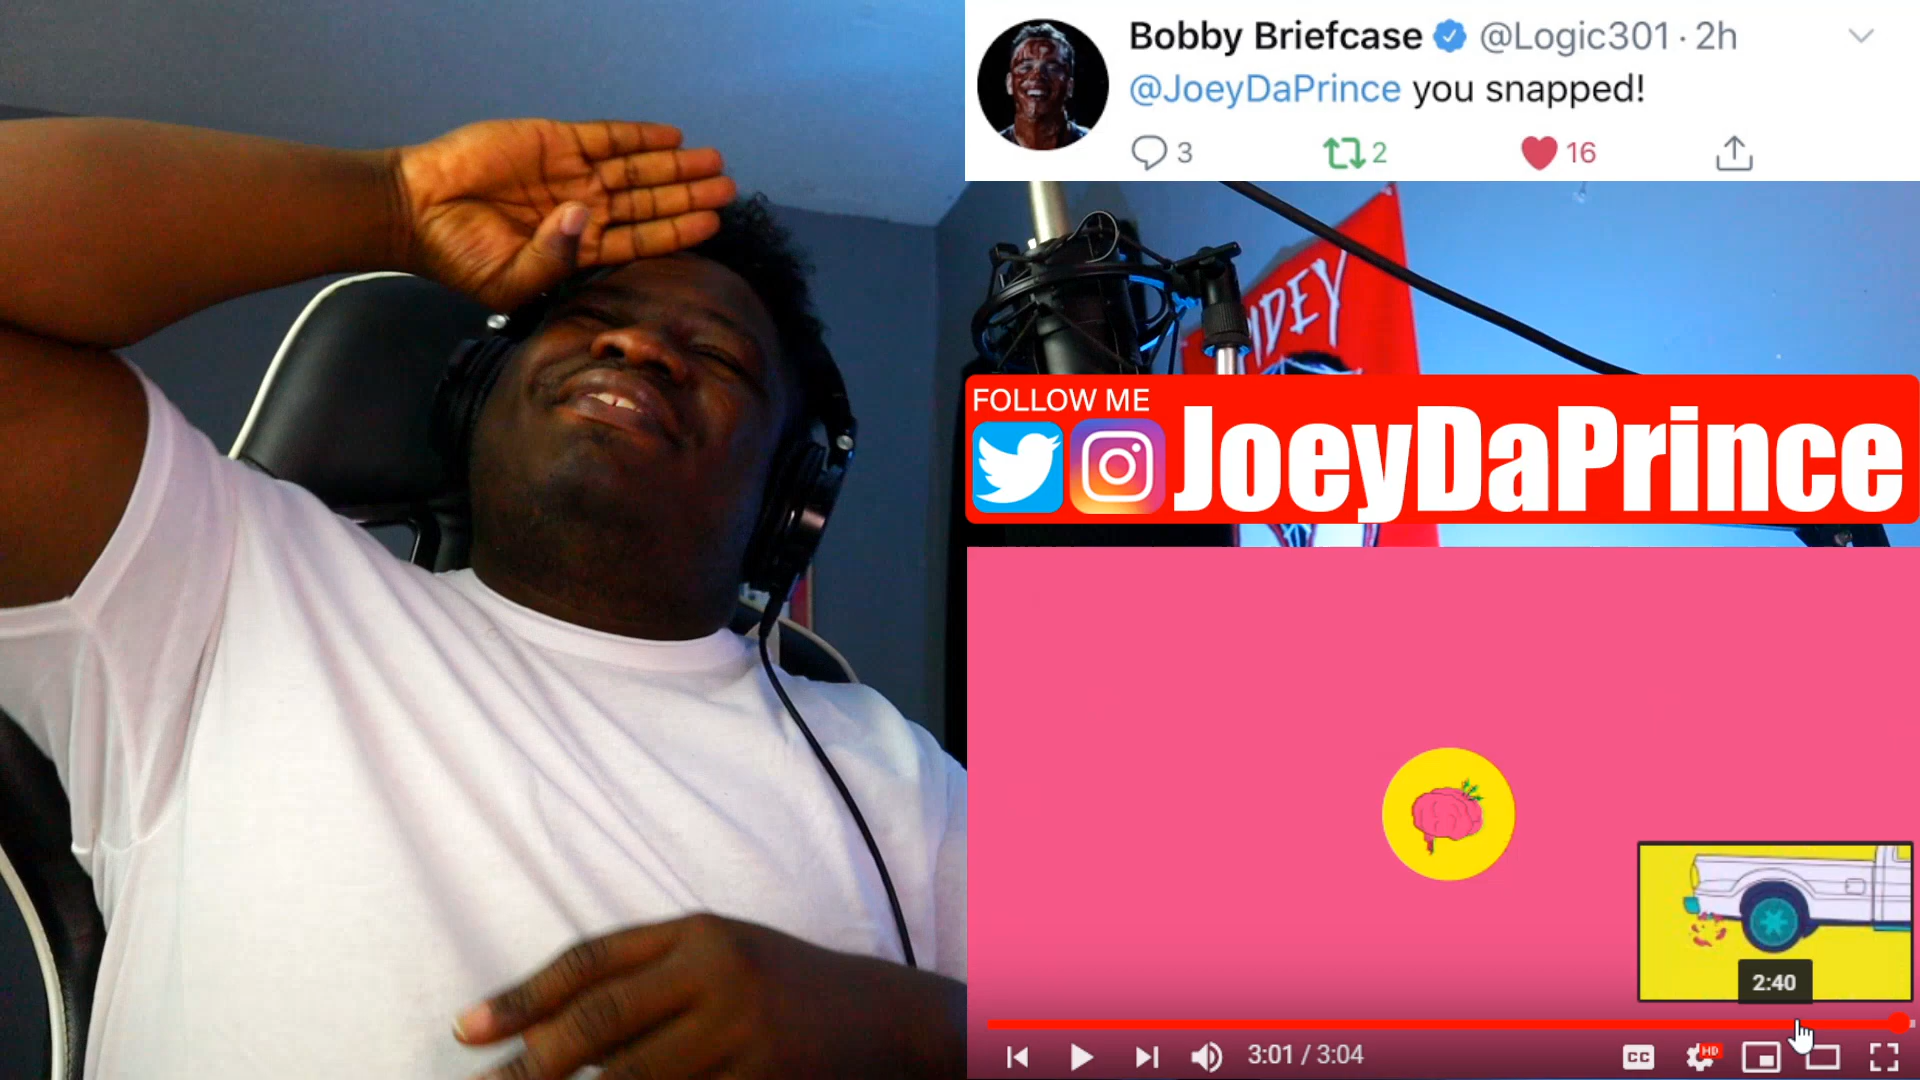 Bobby Briefcase @Logic301 · 2h
@JoeyDaPrince you snapped!
3 2 16
IDEY
FOLLOW ME
JoeyDaPrince
2:40
3:01 / 3:04
CC HD